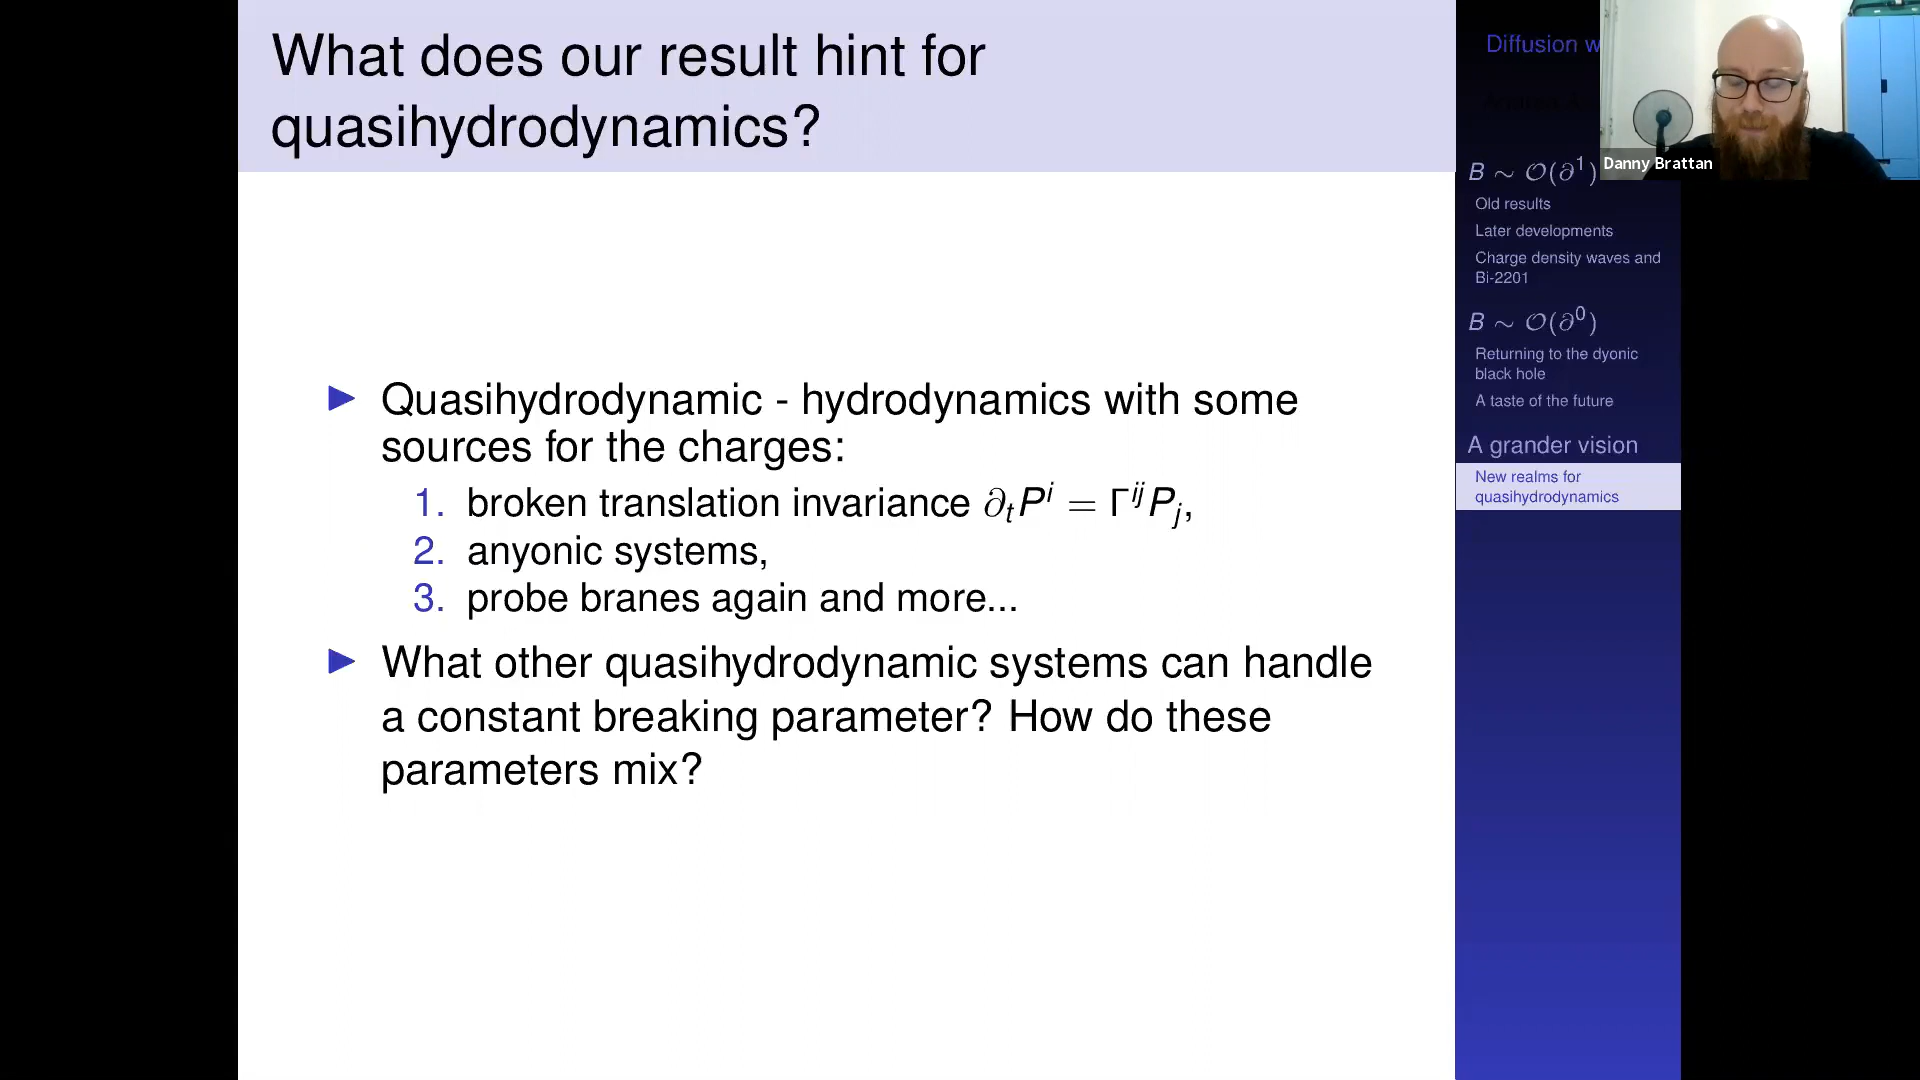 What does our result hint for
quasihydrodynamics?
▶ Quasihydrodynamic - hydrodynamics with some
sources for the charges:
1. broken translation invariance ∂ₜPⁱ = ΓⁱʲPⱼ,
2. anyonic systems,
3. probe branes again and more...
▶ What other quasihydrodynamic systems can handle
a constant breaking parameter? How do these
parameters mix?
Diffusion
B ∼ O(∂¹)
Old results
Later developments
Charge density waves and
Bi-2201
B ∼ O(∂⁰)
Returning to the dyonic
black hole
A taste of the future
A grander vision
New realms for
quasihydrodynamics
Danny Brattan